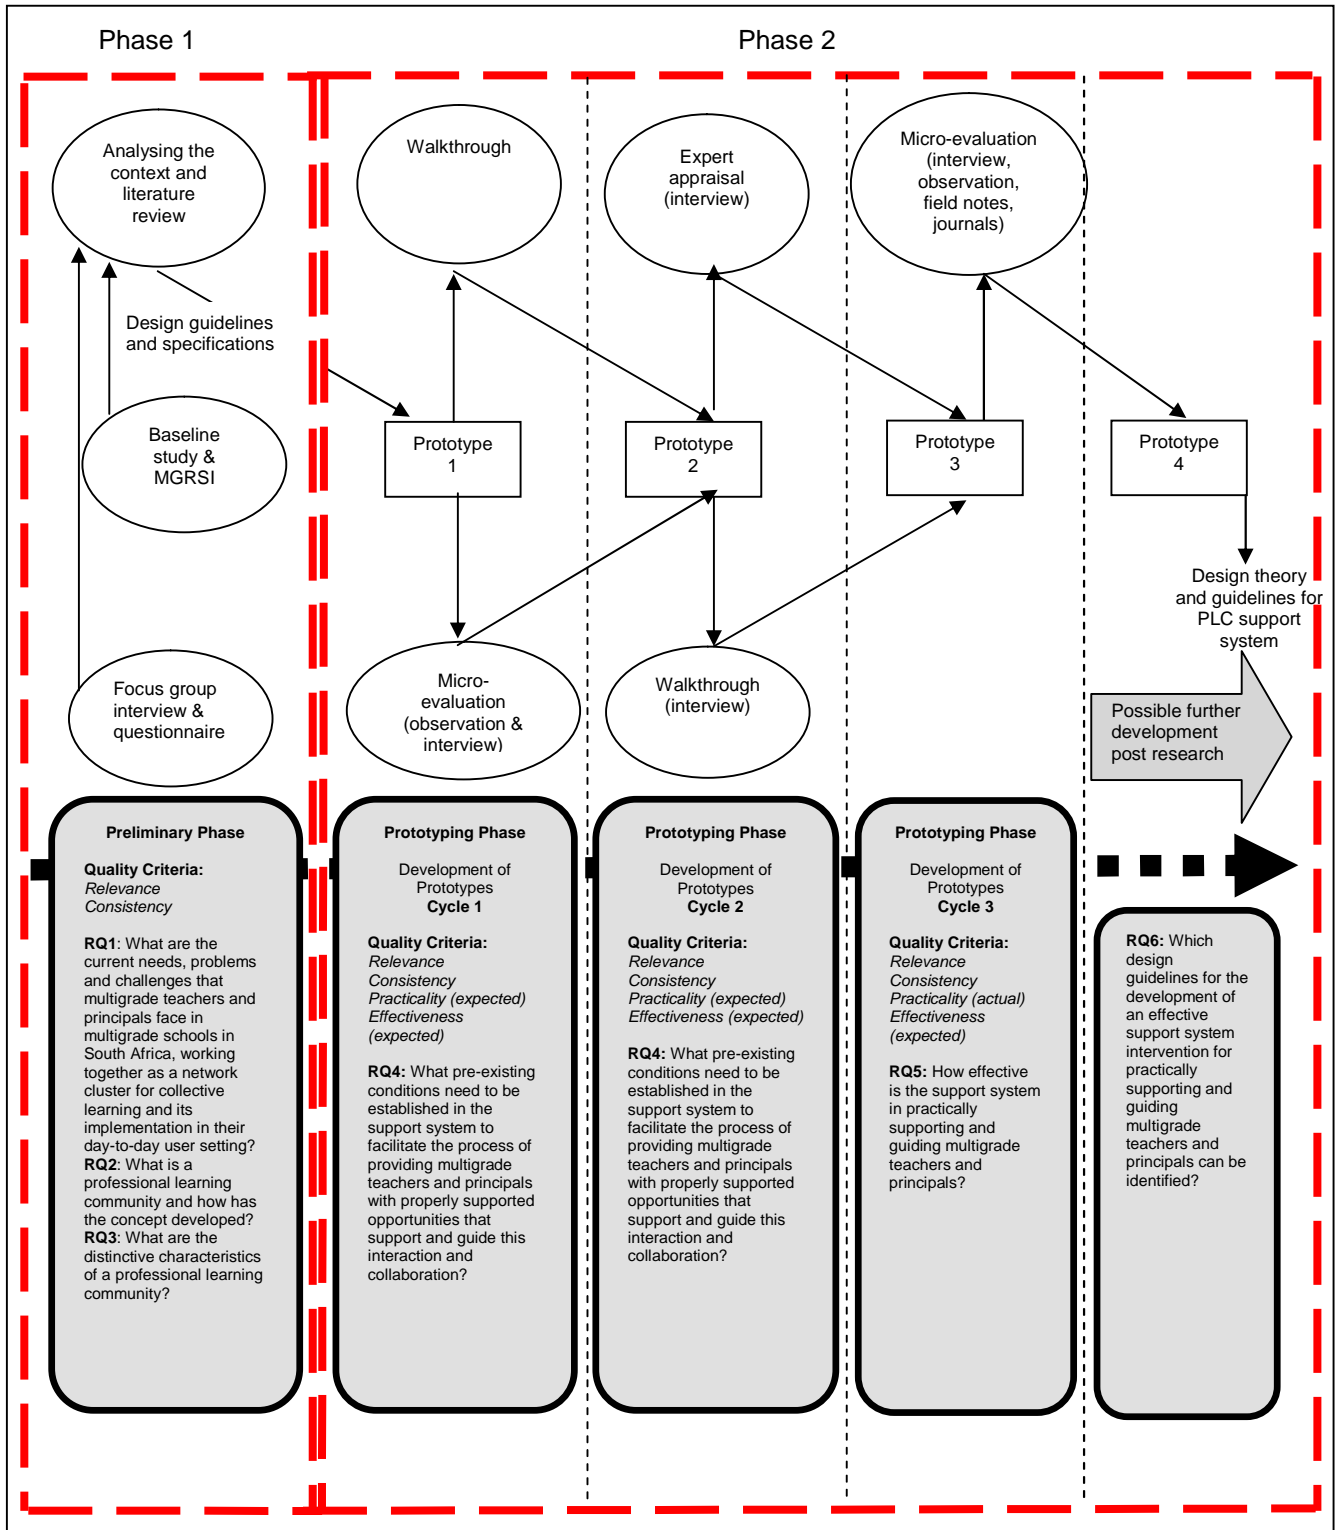 Phase 1
Phase 2
Analysing the
context and
literature
review
Walkthrough
Expert
appraisal
(interview)
Micro-evaluation
(interview,
observation,
field notes,
journals)
Design guidelines
and specifications
Baseline
study &
MGRSI
Prototype
1
Prototype
2
Prototype
3
Prototype
4
Design theory
and guidelines for
PLC support
system
Focus group
interview &
questionnaire
Micro-
evaluation
(observation &
interview)
Walkthrough
(interview)
Possible further
development
post research
Preliminary Phase
Quality Criteria:
Relevance
Consistency
RQ1: What are the
current needs, problems
and challenges that
multigrade teachers and
principals face in
multigrade schools in
South Africa, working
together as a network
cluster for collective
learning and its
implementation in their
day-to-day user setting?
RQ2: What is a
professional learning
community and how has
the concept developed?
RQ3: What are the
distinctive characteristics
of a professional learning
community?
Prototyping Phase
Development of
Prototypes
Cycle 1
Quality Criteria:
Relevance
Consistency
Practicality (expected)
Effectiveness
(expected)
RQ4: What pre-existing
conditions need to be
established in the
support system to
facilitate the process of
providing multigrade
teachers and principals
with properly supported
opportunities that
support and guide this
interaction and
collaboration?
Prototyping Phase
Development of
Prototypes
Cycle 2
Quality Criteria:
Relevance
Consistency
Practicality (expected)
Effectiveness (expected)
RQ4: What pre-existing
conditions need to be
established in the
support system to
facilitate the process of
providing multigrade
teachers and principals
with properly supported
opportunities that
support and guide this
interaction and
collaboration?
Prototyping Phase
Development of
Prototypes
Cycle 3
Quality Criteria:
Relevance
Consistency
Practicality (actual)
Effectiveness
(expected)
RQ5: How effective
is the support system
in practically
supporting and
guiding multigrade
teachers and
principals?
RQ6: Which
design
guidelines for the
development of
an effective
support system
intervention for
practically
supporting and
guiding
multigrade
teachers and
principals can be
identified?